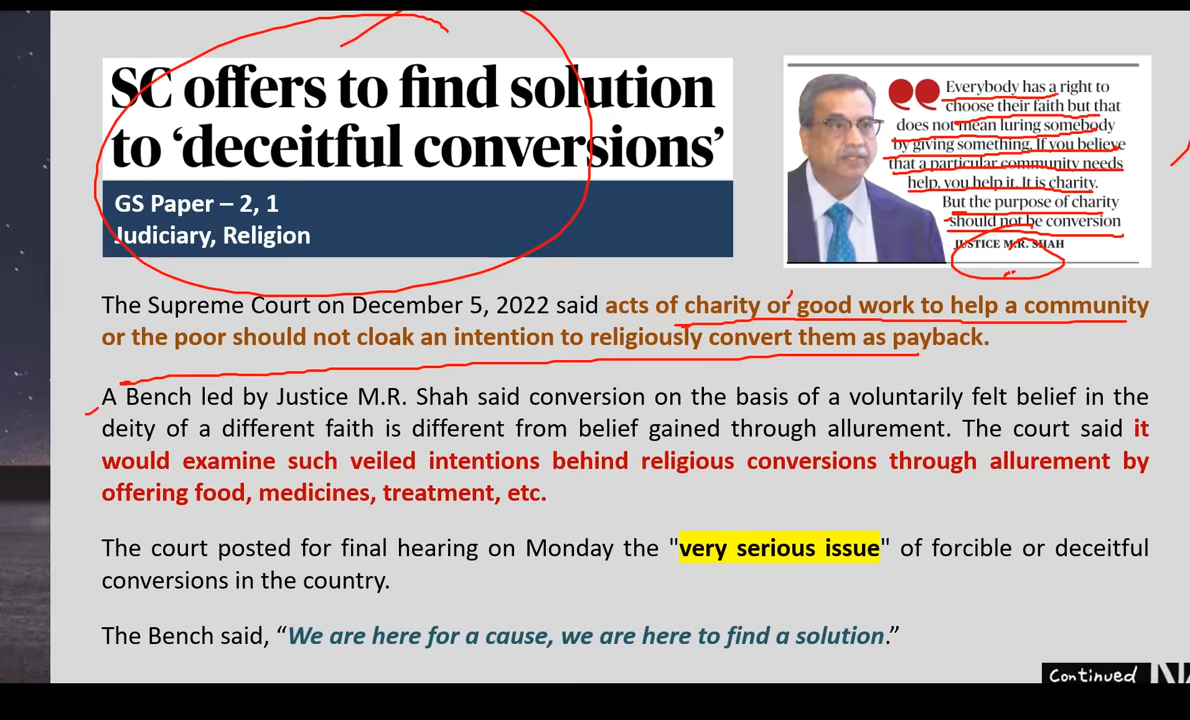 SC offers to find solution
to ‘deceitful conversions’
GS Paper – 2, 1
Judiciary, Religion
Everybody has a right to
choose their faith but that
does not mean luring somebody
by giving something. If you believe
that a particular community needs
help, you help it. It is charity.
But the purpose of charity
should not be conversion
JUSTICE M.R. SHAH
The Supreme Court on December 5, 2022 said acts of charity or good work to help a community
or the poor should not cloak an intention to religiously convert them as payback.
A Bench led by Justice M.R. Shah said conversion on the basis of a voluntarily felt belief in the
deity of a different faith is different from belief gained through allurement. The court said it
would examine such veiled intentions behind religious conversions through allurement by
offering food, medicines, treatment, etc.
The court posted for final hearing on Monday the "very serious issue" of forcible or deceitful
conversions in the country.
The Bench said, “We are here for a cause, we are here to find a solution.”
Continued